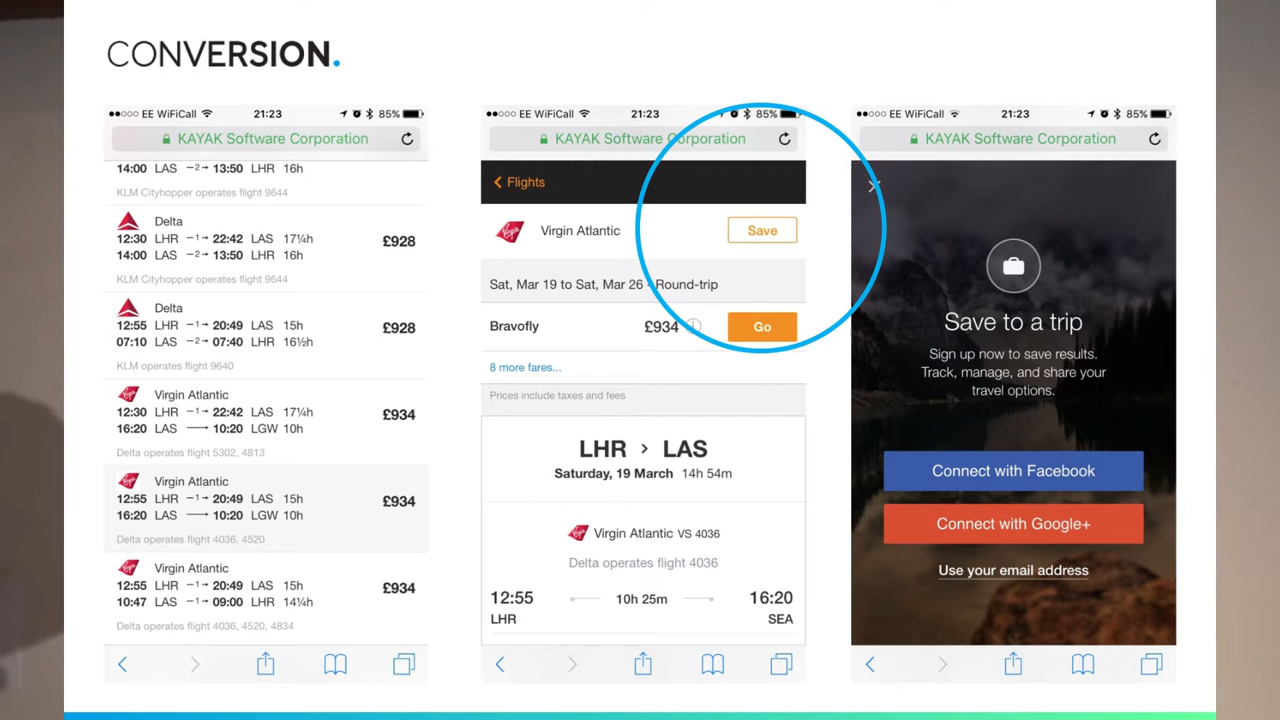 CONVERSION.
EE WiFiCall 21:23 85%
KAYAK Software Corporation
14:00 LAS 2 13:50 LHR 16h
KLM Cityhopper operates flight 9644
Delta
12:30 LHR 1 22:42 LAS 17¼h
£928
14:00 LAS 2 13:50 LHR 16h
KLM Cityhopper operates flight 9644
Delta
12:55 LHR 1 20:49 LAS 15h
£928
07:10 LAS 2 07:40 LHR 16½h
KLM operates flight 9640
Virgin Atlantic
12:30 LHR 1 22:42 LAS 17¼h
£934
16:20 LAS 10:20 LGW 10h
Delta operates flight 5302, 4813
Virgin Atlantic
12:55 LHR 1 20:49 LAS 15h
£934
16:20 LAS 10:20 LGW 10h
Delta operates flight 4036, 4520
Virgin Atlantic
12:55 LHR 1 20:49 LAS 15h
£934
10:47 LAS 1 09:00 LHR 14¼h
Delta operates flight 4036, 4520, 4834
EE WiFiCall 21:23 85%
KAYAK Software Corporation
Flights
Virgin Atlantic Save
Sat, Mar 19 to Sat, Mar 26 - Round-trip
Bravofly £934 i Go
8 more fares...
Prices include taxes and fees
LHR > LAS
Saturday, 19 March 14h 54m
Virgin Atlantic VS 4036
Delta operates flight 4036
12:55 10h 25m 16:20
LHR SEA
EE WiFiCall 21:23 85%
KAYAK Software Corporation
Save to a trip
Sign up now to save results.
Track, manage, and share your
travel options.
Connect with Facebook
Connect with Google+
Use your email address